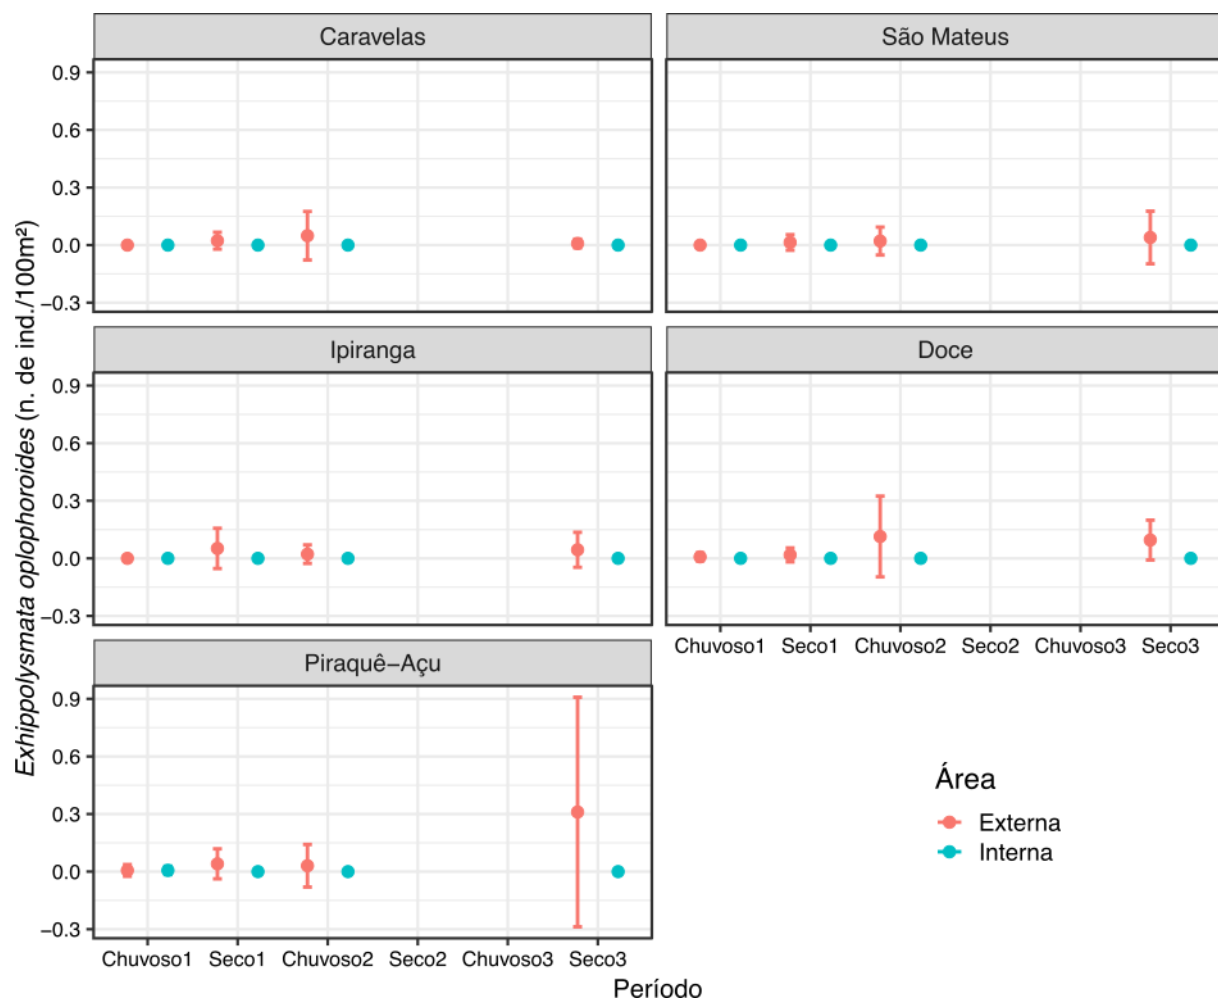 Caravelas
São Mateus
0.9
0.6
0.3
0.0
−0.3
Ipiranga
Doce
0.9
0.6
0.3
0.0
−0.3
Chuvoso1 Seco1 Chuvoso2 Seco2 Chuvoso3 Seco3
Piraquê−Açu
0.9
0.6
0.3
0.0
−0.3
Chuvoso1 Seco1 Chuvoso2 Seco2 Chuvoso3 Seco3
Período
Exhippolysmata oplophoroides (n. de ind./100m²)
Área
Externa
Interna